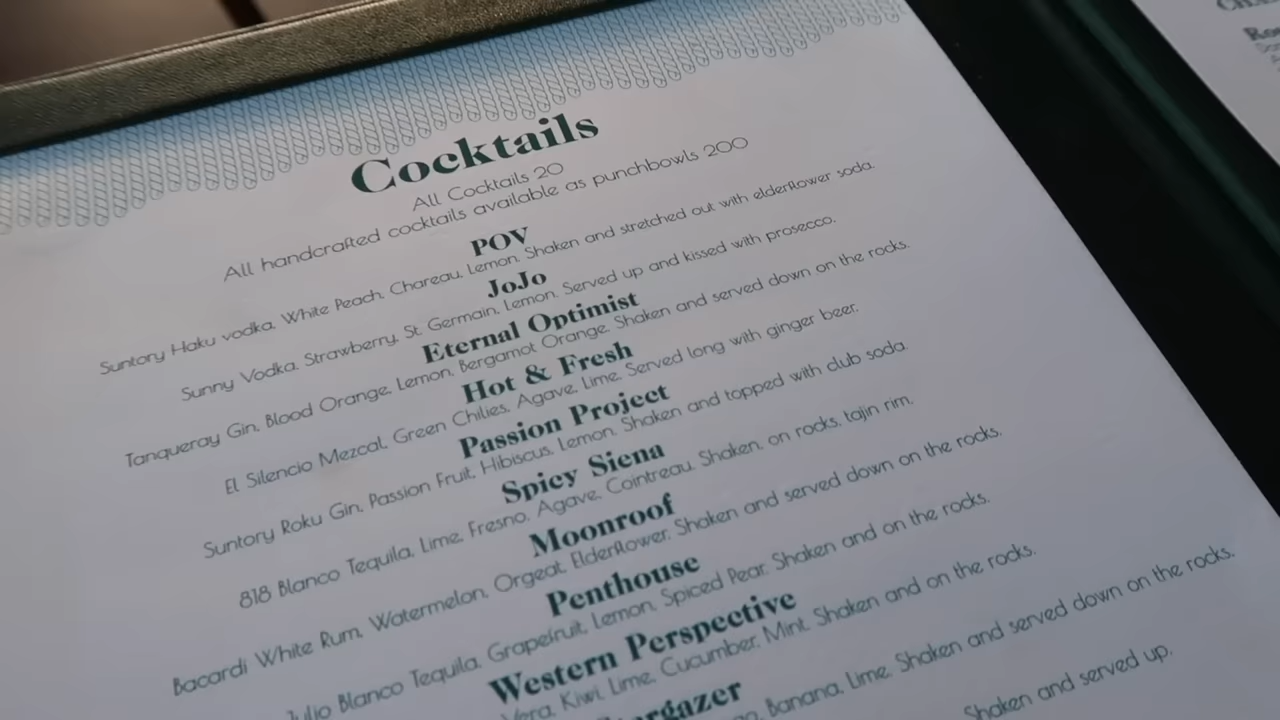 Cocktails
All Cocktails 20
All handcrafted cocktails available as punchbowls 200
POV
Suntory Haku vodka, White Peach, Chareau, Lemon. Shaken and stretched out with elderflower soda.
JoJo
Sunny Vodka, Strawberry, St. Germain, Lemon. Served up and kissed with prosecco.
Eternal Optimist
Tanqueray Gin, Blood Orange, Lemon, Bergamot Orange. Shaken and served down on the rocks.
Hot & Fresh
El Silencio Mezcal, Green Chilies, Agave, Lime. Served long with ginger beer.
Passion Project
Suntory Roku Gin, Passion Fruit, Hibiscus, Lemon. Shaken and topped with club soda.
Spicy Siena
818 Blanco Tequila, Lime, Fresno, Agave, Cointreau. Shaken, on rocks, tajin rim.
Moonroof
Bacardi White Rum, Watermelon, Orgeat, Elderflower. Shaken and served down on the rocks.
Penthouse
Julio Blanco Tequila, Grapefruit, Lemon, Spiced Pear. Shaken and on the rocks.
Western Perspective
Vera, Kiwi, Lime, Cucumber, Mint. Shaken and on the rocks.
Banana, Lime. Shaken and served down on the rocks.
Shaken and served up.